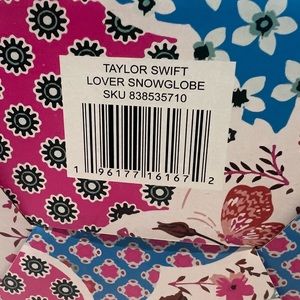 TAYLOR SWIFT
LOVER SNOWGLOBE
SKU 838535710
1 96177 16167 2